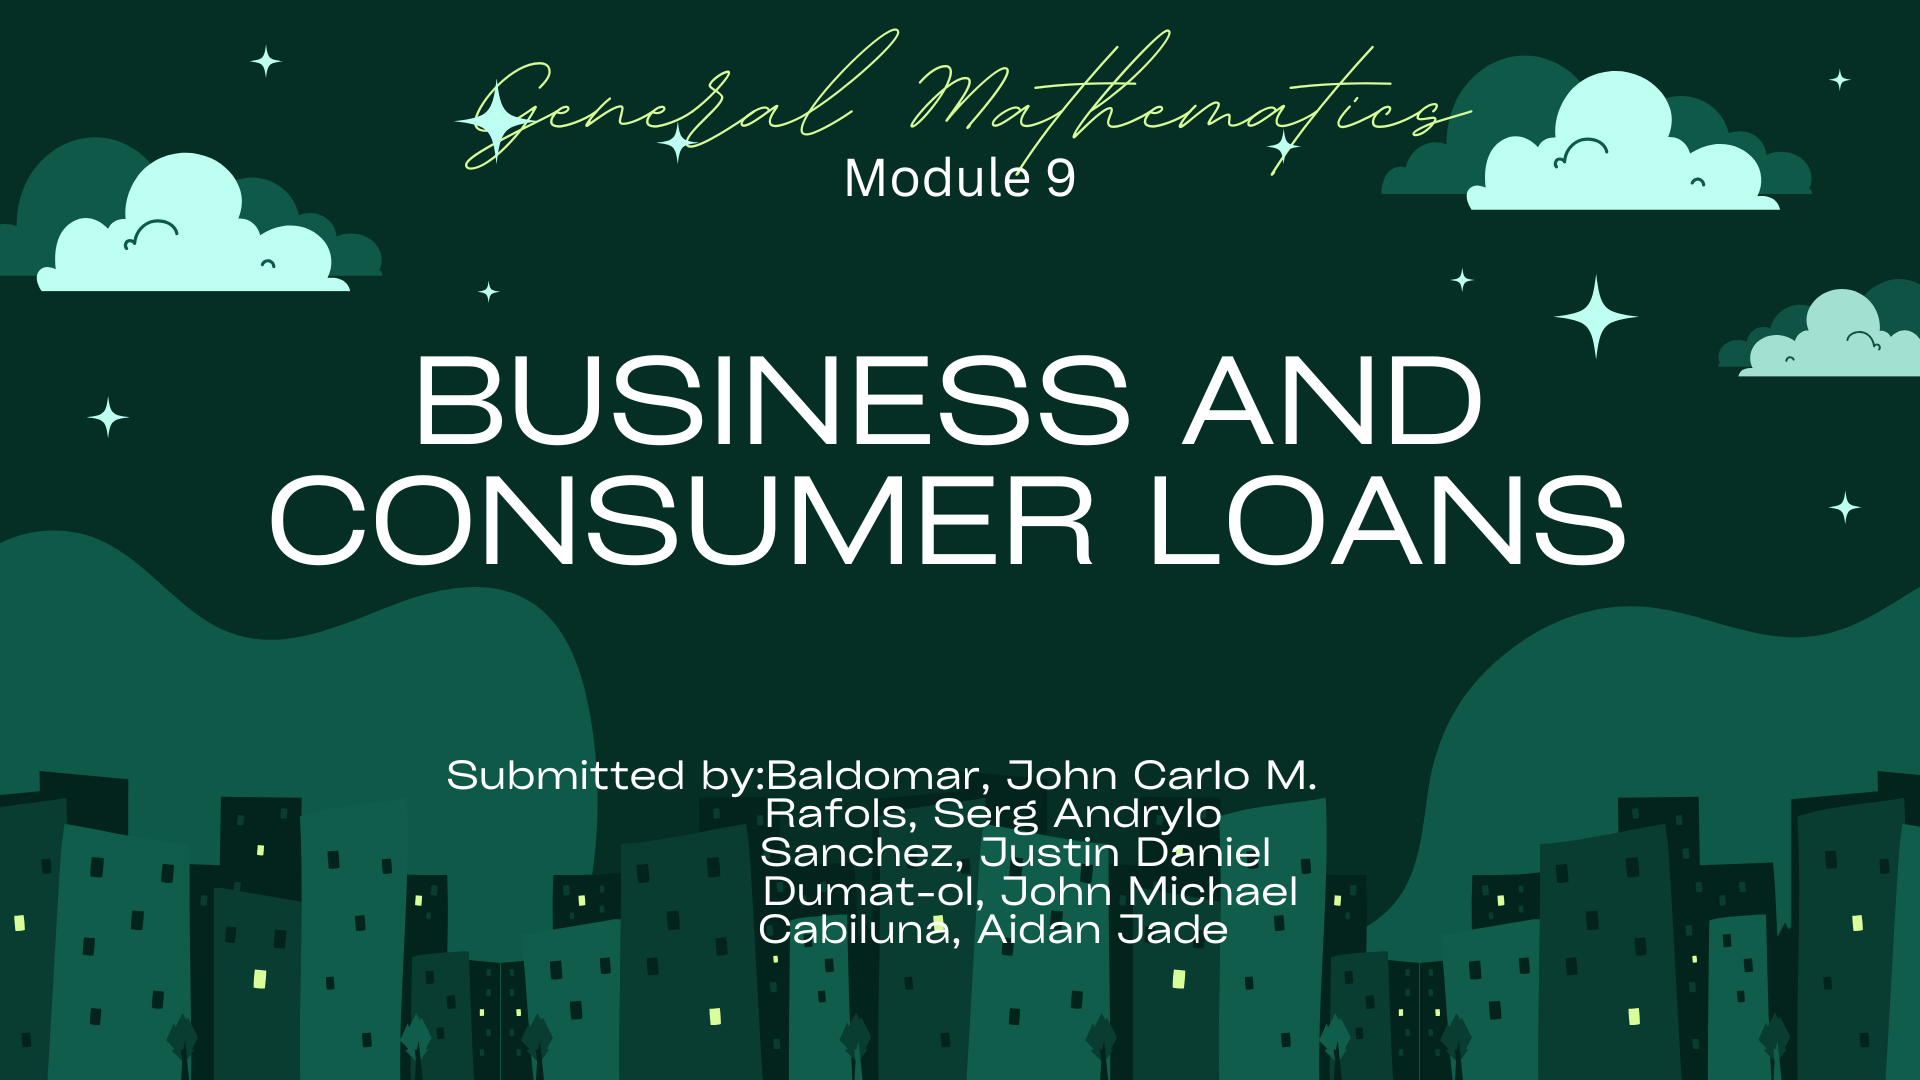 General Mathematics
Module 9
BUSINESS AND
CONSUMER LOANS
Submitted by:Baldomar, John Carlo M.
Rafols, Serg Andrylo
Sanchez, Justin Daniel
Dumat-ol, John Michael
Cabiluna, Aidan Jade